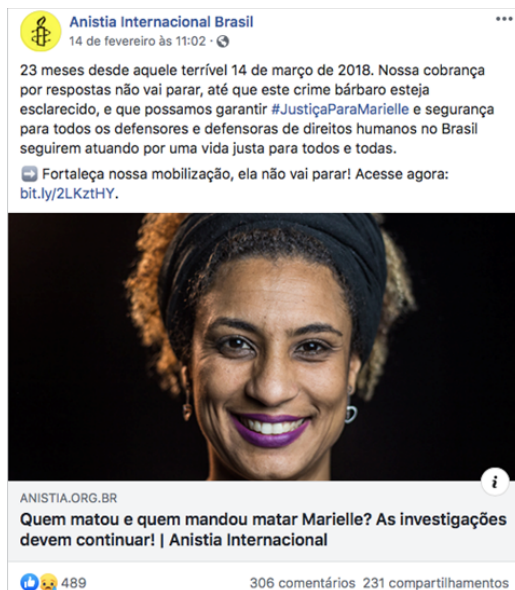 Anistia Internacional Brasil
14 de fevereiro às 11:02 ·
23 meses desde aquele terrível 14 de março de 2018. Nossa cobrança
por respostas não vai parar, até que este crime bárbaro esteja
esclarecido, e que possamos garantir #JustiçaParaMarielle e segurança
para todos os defensores e defensoras de direitos humanos no Brasil
seguirem atuando por uma vida justa para todos e todas.
➡️ Fortaleça nossa mobilização, ela não vai parar! Acesse agora:
bit.ly/2LKztHY.
ANISTIA.ORG.BR
Quem matou e quem mandou matar Marielle? As investigações
devem continuar! | Anistia Internacional
489 306 comentários 231 compartilhamentos